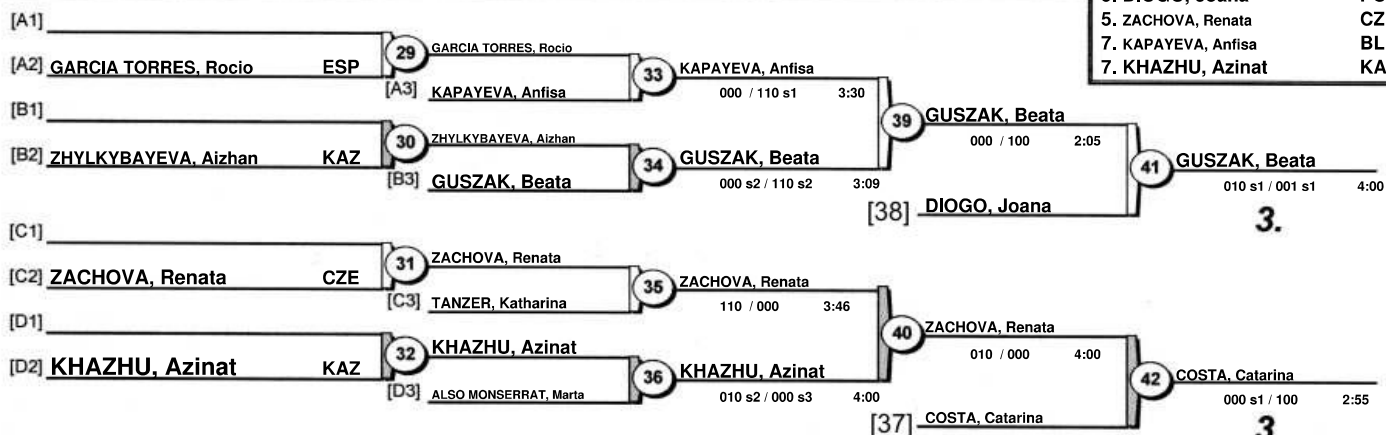 [A1]
[A2] GARCIA TORRES, Rocio ESP
29
GARCIA TORRES, Rocio
[A3] KAPAYEVA, Anfisa
33
KAPAYEVA, Anfisa
000 / 110 s1 3:30
[B1]
[B2] ZHYLKYBAYEVA, Aizhan KAZ
30
ZHYLKYBAYEVA, Aizhan
[B3] GUSZAK, Beata
34
GUSZAK, Beata
000 s2 / 110 s2 3:09
39
GUSZAK, Beata
000 / 100 2:05
[38] DIOGO, Joana
41
GUSZAK, Beata
010 s1 / 001 s1 4:00
3.
[C1]
[C2] ZACHOVA, Renata CZE
31
ZACHOVA, Renata
[C3] TANZER, Katharina
35
ZACHOVA, Renata
110 / 000 3:46
[D1]
[D2] KHAZHU, Azinat KAZ
32
KHAZHU, Azinat
[D3] ALSO MONSERRAT, Marta
36
KHAZHU, Azinat
010 s2 / 000 s3 4:00
40
ZACHOVA, Renata
010 / 000 4:00
[37] COSTA, Catarina
42
COSTA, Catarina
000 s1 / 100 2:55
3
DIOGO, Joana
5. ZACHOVA, Renata CZ
7. KAPAYEVA, Anfisa BL
7. KHAZHU, Azinat KA